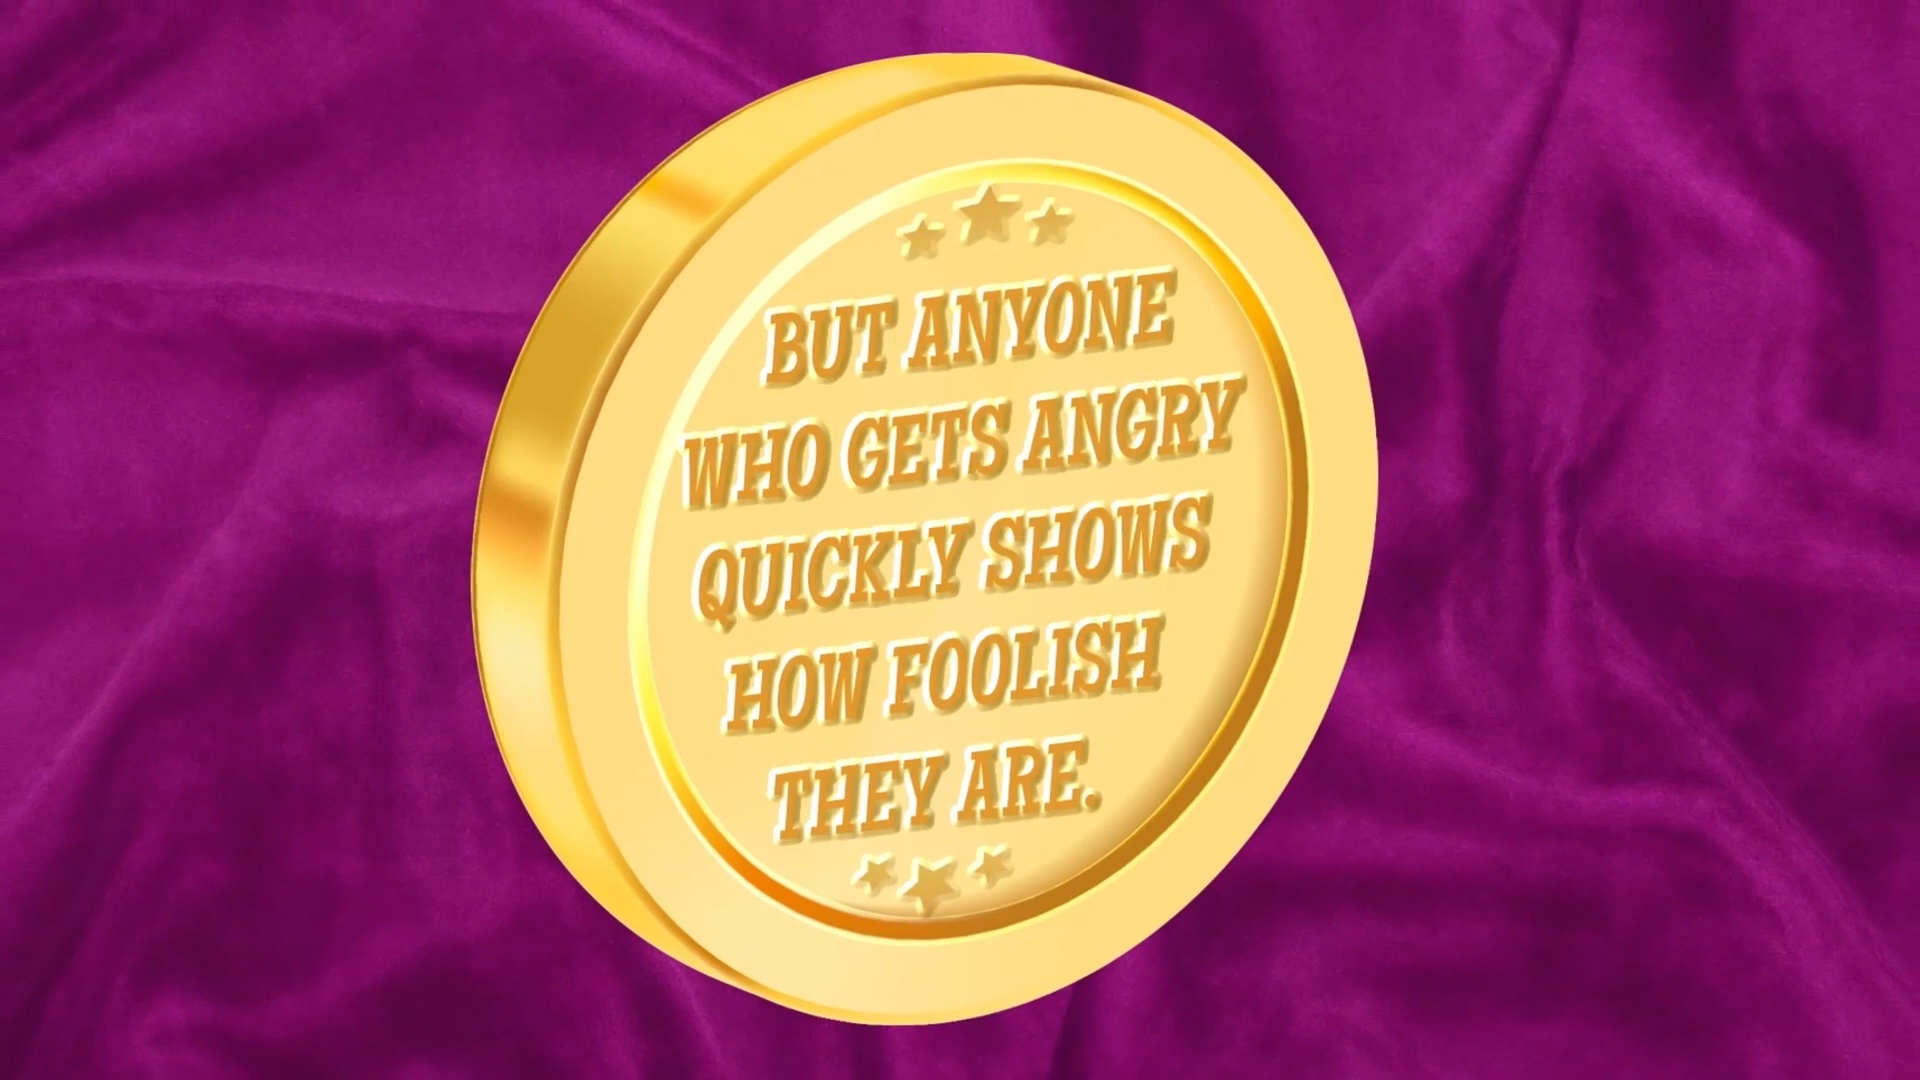 BUT ANYONE
WHO GETS ANGRY
QUICKLY SHOWS
HOW FOOLISH
THEY ARE.